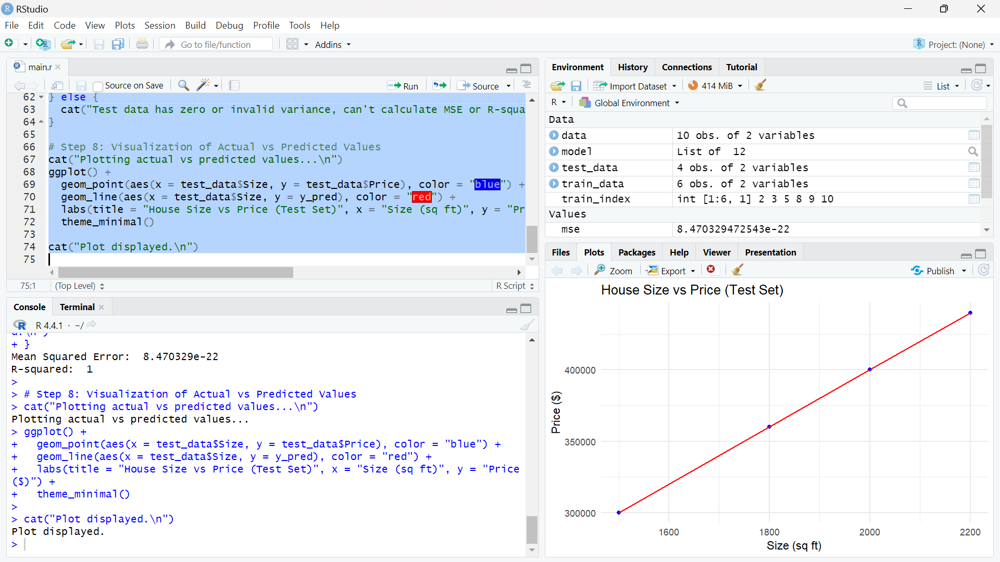 RStudio
File Edit Code View Plots Session Build Debug Profile Tools Help
Go to file/function Addins Project: (None)
main.r
Source on Save Run Source
62 } else {
63 cat("Test data has zero or invalid variance, can't calculate MSE or R-squa
64 }
65
66 # Step 8: Visualization of Actual vs Predicted Values
67 cat("Plotting actual vs predicted values...\n")
68 ggplot() +
69 geom_point(aes(x = test_data$Size, y = test_data$Price), color = "blue") +
70 geom_line(aes(x = test_data$Size, y = y_pred), color = "red") +
71 labs(title = "House Size vs Price (Test Set)", x = "Size (sq ft)", y = "Pr
72 theme_minimal()
73
74 cat("Plot displayed.\n")
75
75:1 (Top Level) R Script
Console Terminal
R 4.4.1 · ~/
+ }
Mean Squared Error: 8.470329e-22
R-squared: 1
>
> # Step 8: Visualization of Actual vs Predicted Values
> cat("Plotting actual vs predicted values...\n")
Plotting actual vs predicted values...
> ggplot() +
+ geom_point(aes(x = test_data$Size, y = test_data$Price), color = "blue") +
+ geom_line(aes(x = test_data$Size, y = y_pred), color = "red") +
+ labs(title = "House Size vs Price (Test Set)", x = "Size (sq ft)", y = "Price
($)") +
+ theme_minimal()
>
> cat("Plot displayed.\n")
Plot displayed.
>
Environment History Connections Tutorial
Import Dataset 414 MiB List
R Global Environment
Data
data 10 obs. of 2 variables
model List of 12
test_data 4 obs. of 2 variables
train_data 6 obs. of 2 variables
train_index int [1:6, 1] 2 3 5 8 9 10
Values
mse 8.470329472543e-22
Files Plots Packages Help Viewer Presentation
Zoom Export Publish
House Size vs Price (Test Set)
400000
350000
300000
Price ($)
1600 1800 2000 2200
Size (sq ft)